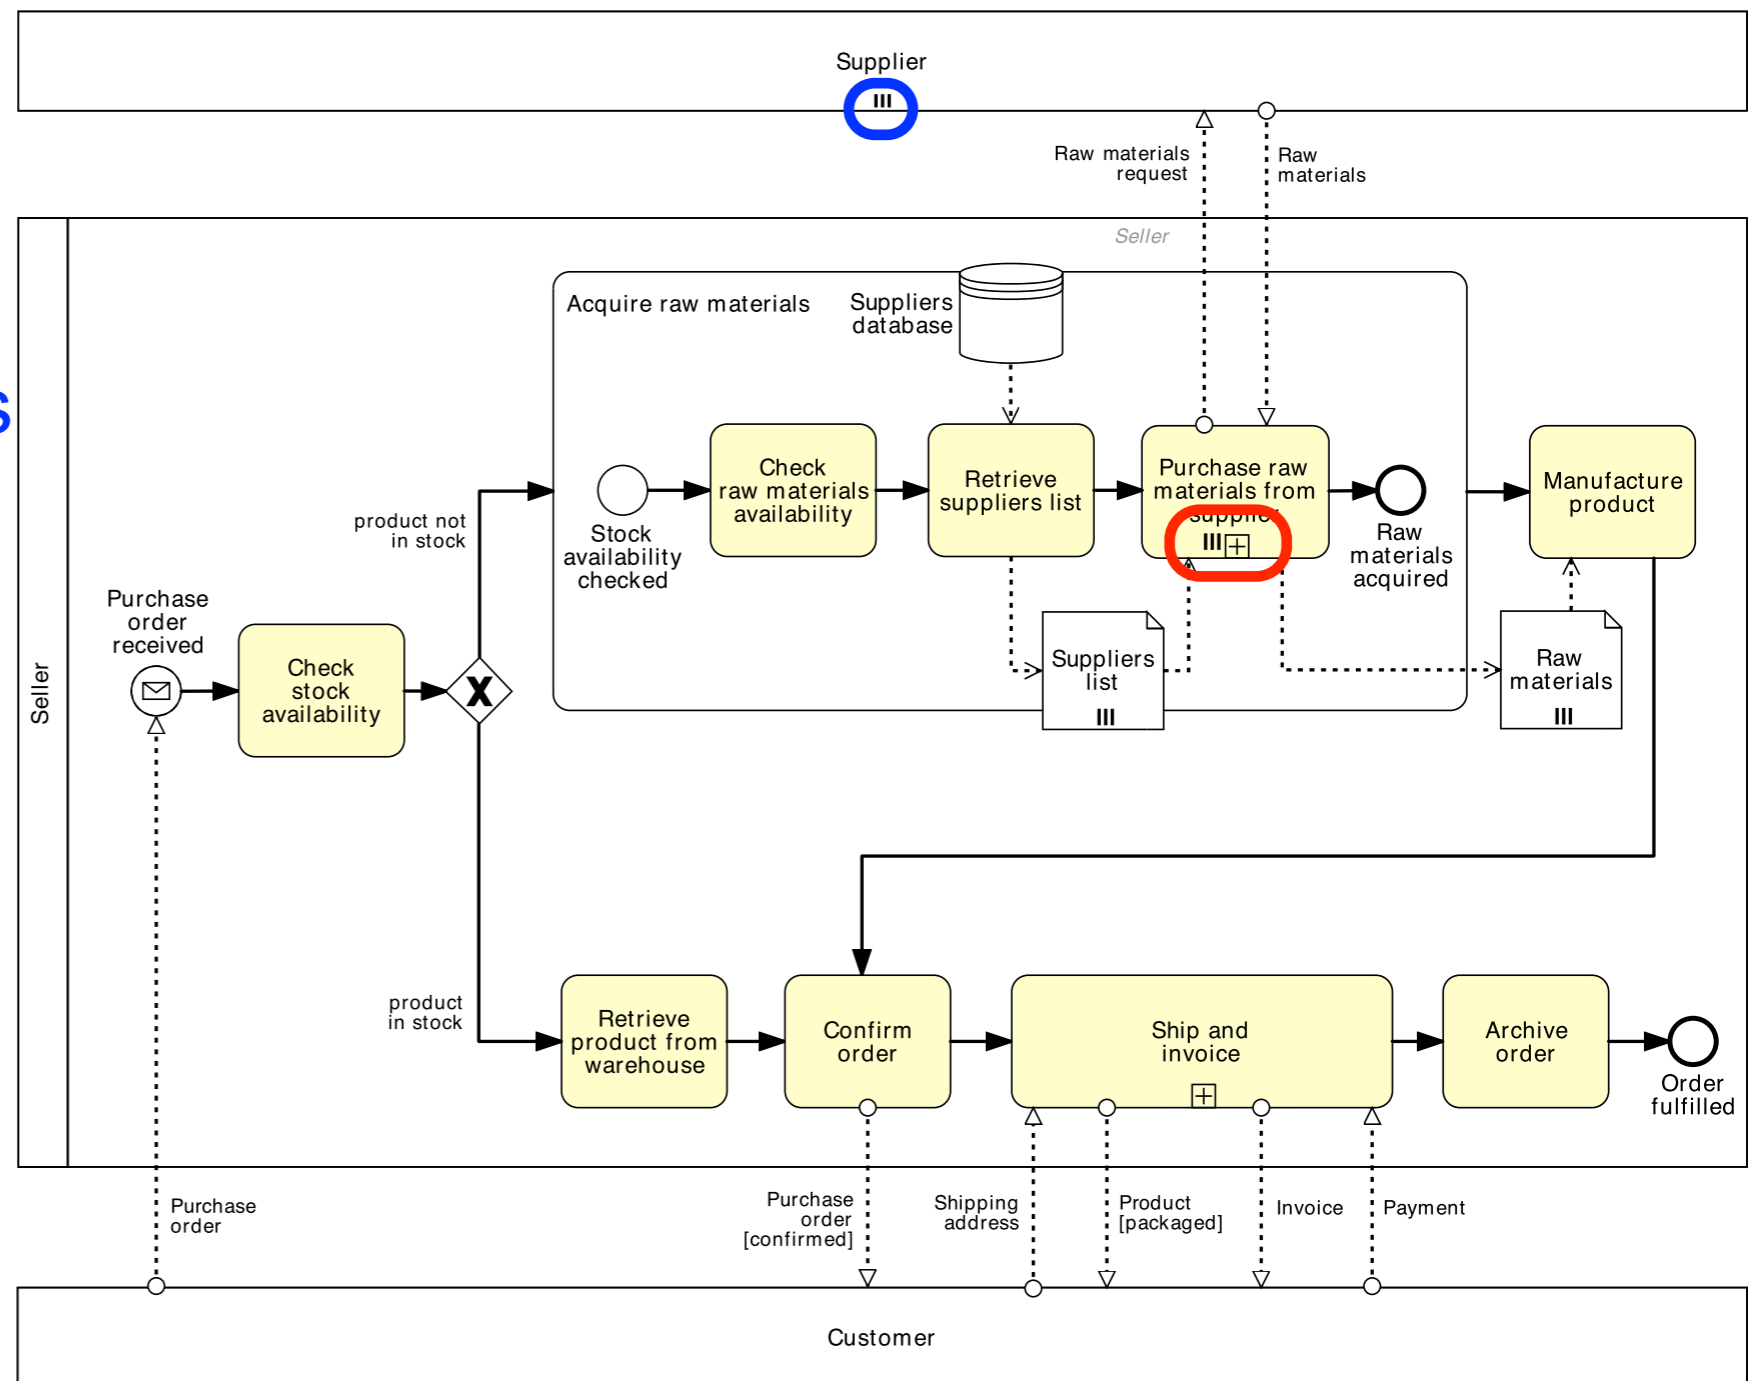 Supplier
Raw materials
request
Raw
materials
Seller
Seller
Acquire raw materials
Suppliers
database
Check
raw materials
availability
Retrieve
suppliers list
Purchase raw
materials from
supplier
Manufacture
product
Stock
availability
checked
Raw
materials
acquired
product not
in stock
Purchase
order
received
Check
stock
availability
X
Suppliers
list
Raw
materials
product
in stock
Retrieve
product from
warehouse
Confirm
order
Ship and
invoice
Archive
order
Order
fulfilled
Purchase
order
Purchase
order
[confirmed]
Shipping
address
Product
[packaged]
Invoice
Payment
Customer